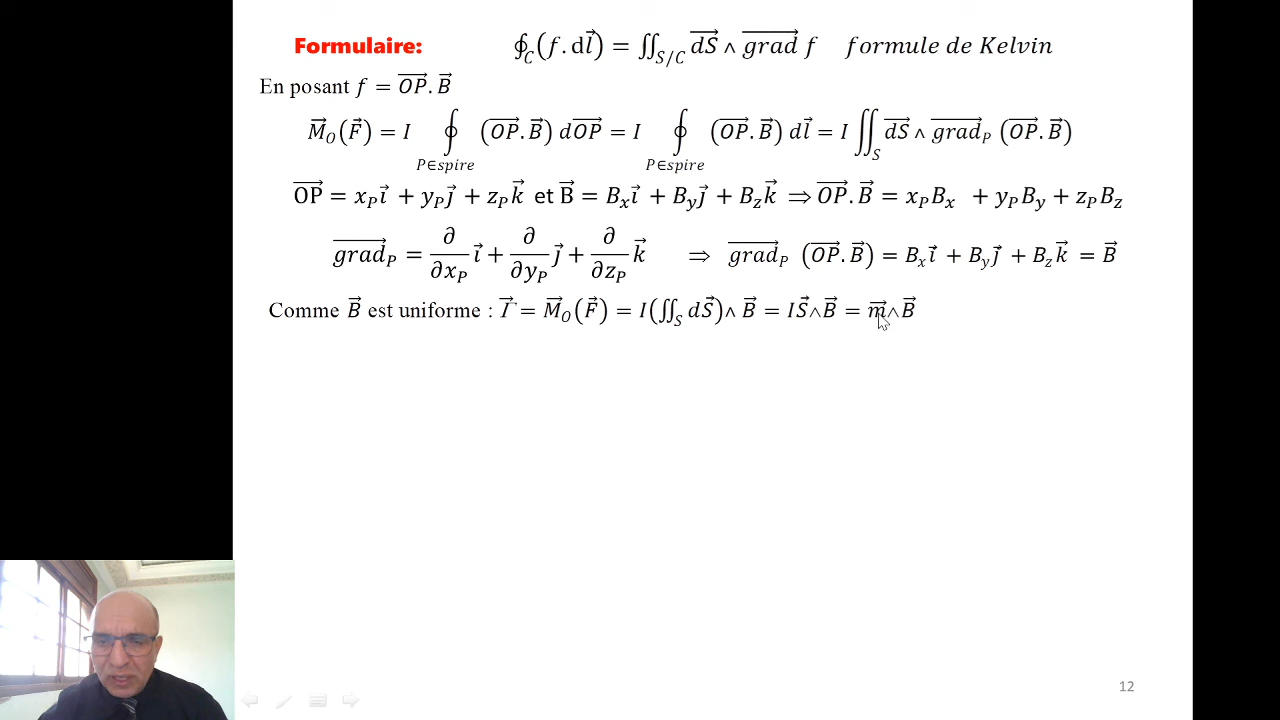 Formulaire: ∮_C (f.dl⃗) = ∬_{S/C} dS⃗ ∧ grad⃗ f formule de Kelvin
En posant f = OP⃗.B⃗
M⃗_O(F⃗) = I ∮_{P∈spire} (OP⃗.B⃗) dOP⃗ = I ∮_{P∈spire} (OP⃗.B⃗) dl⃗ = I ∬_S dS⃗ ∧ grad⃗_P (OP⃗.B⃗)
OP⃗ = x_P i⃗ + y_P j⃗ + z_P k⃗ et B⃗ = B_x i⃗ + B_y j⃗ + B_z k⃗ ⟹ OP⃗.B⃗ = x_P B_x + y_P B_y + z_P B_z
grad⃗_P = ∂/∂x_P i⃗ + ∂/∂y_P j⃗ + ∂/∂z_P k⃗ ⟹ grad⃗_P (OP⃗.B⃗) = B_x i⃗ + B_y j⃗ + B_z k⃗ = B⃗
Comme B⃗ est uniforme : Γ⃗ = M⃗_O(F⃗) = I(∬_S dS⃗)∧ B⃗ = IS⃗∧B⃗ = m⃗∧B⃗
12